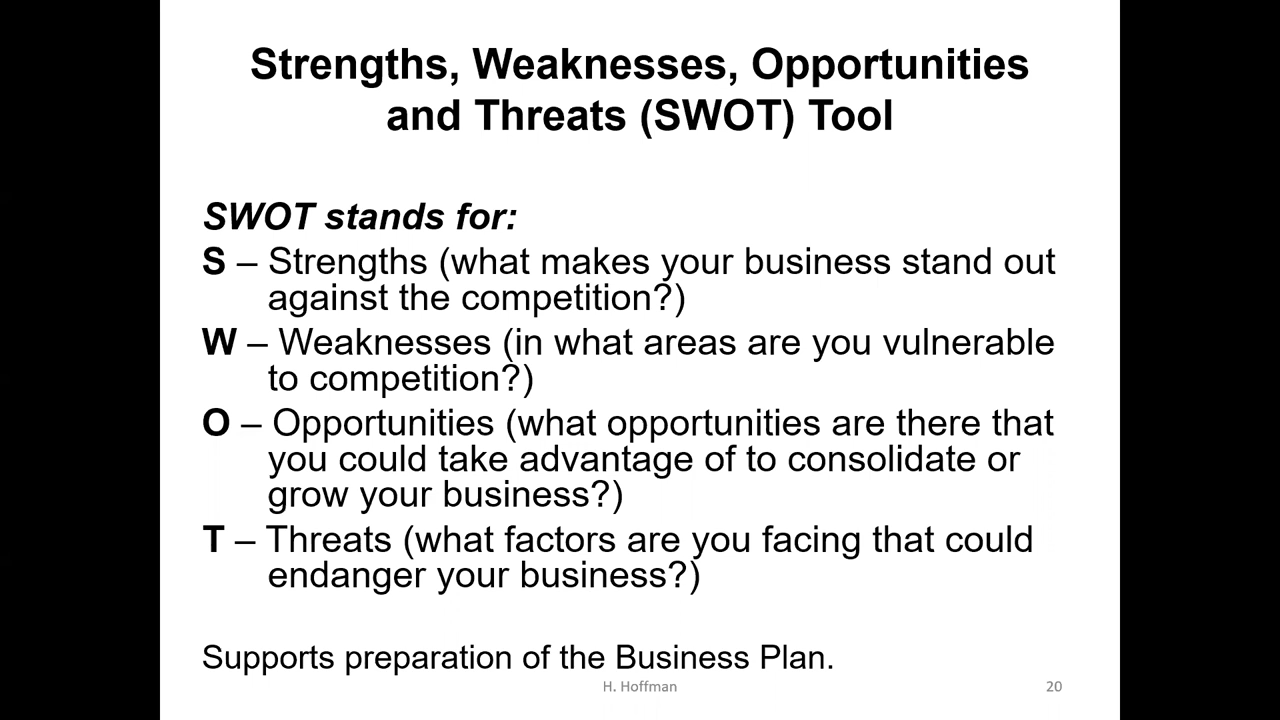 Strengths, Weaknesses, Opportunities
and Threats (SWOT) Tool
SWOT stands for:
S – Strengths (what makes your business stand out
against the competition?)
W – Weaknesses (in what areas are you vulnerable
to competition?)
O – Opportunities (what opportunities are there that
you could take advantage of to consolidate or
grow your business?)
T – Threats (what factors are you facing that could
endanger your business?)
Supports preparation of the Business Plan.
H. Hoffman
20